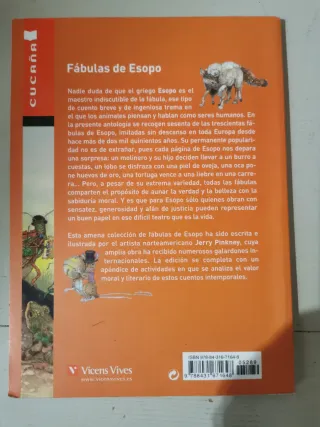 CUCAÑA
Fábulas de Esopo
Nadie duda de que el griego Esopo es el
maestro indiscutible de la fábula, ese tipo
de cuento breve y de ingeniosa trama en
el que los animales piensan y hablan como seres humanos. En
la presente antología se recogen sesenta de las trescientas fá-
bulas de Esopo, imitadas sin descanso en toda Europa desde
hace más de dos mil quinientos años. Su permanente populari-
dad no es de extrañar, pues cada página de Esopo nos depara
una sorpresa: un molinero y su hijo deciden llevar a un burro a
cuestas, un lobo se disfraza con piel de oveja, una oca po-
ne huevos de oro, una tortuga vence a una liebre en una carre-
ra... Pero, a pesar de su extrema variedad, todas las fábulas
comparten el propósito de aunar la verdad y la belleza con la
sabiduría moral. Y es que para Esopo sólo quienes obran con
sensatez, generosidad y afán de justicia pueden representar
un buen papel en ese difícil teatro que es la vida.
Esta amena colección de fábulas de Esopo ha sido escrita e
ilustrada por el artista norteamericano Jerry Pinkney, cuya
amplia obra ha recibido numerosos galardones in-
ternacionales. La edición se completa con un
apéndice de actividades en que se analiza el valor
moral y literario de estos cuentos intemporales.
Vicens Vives